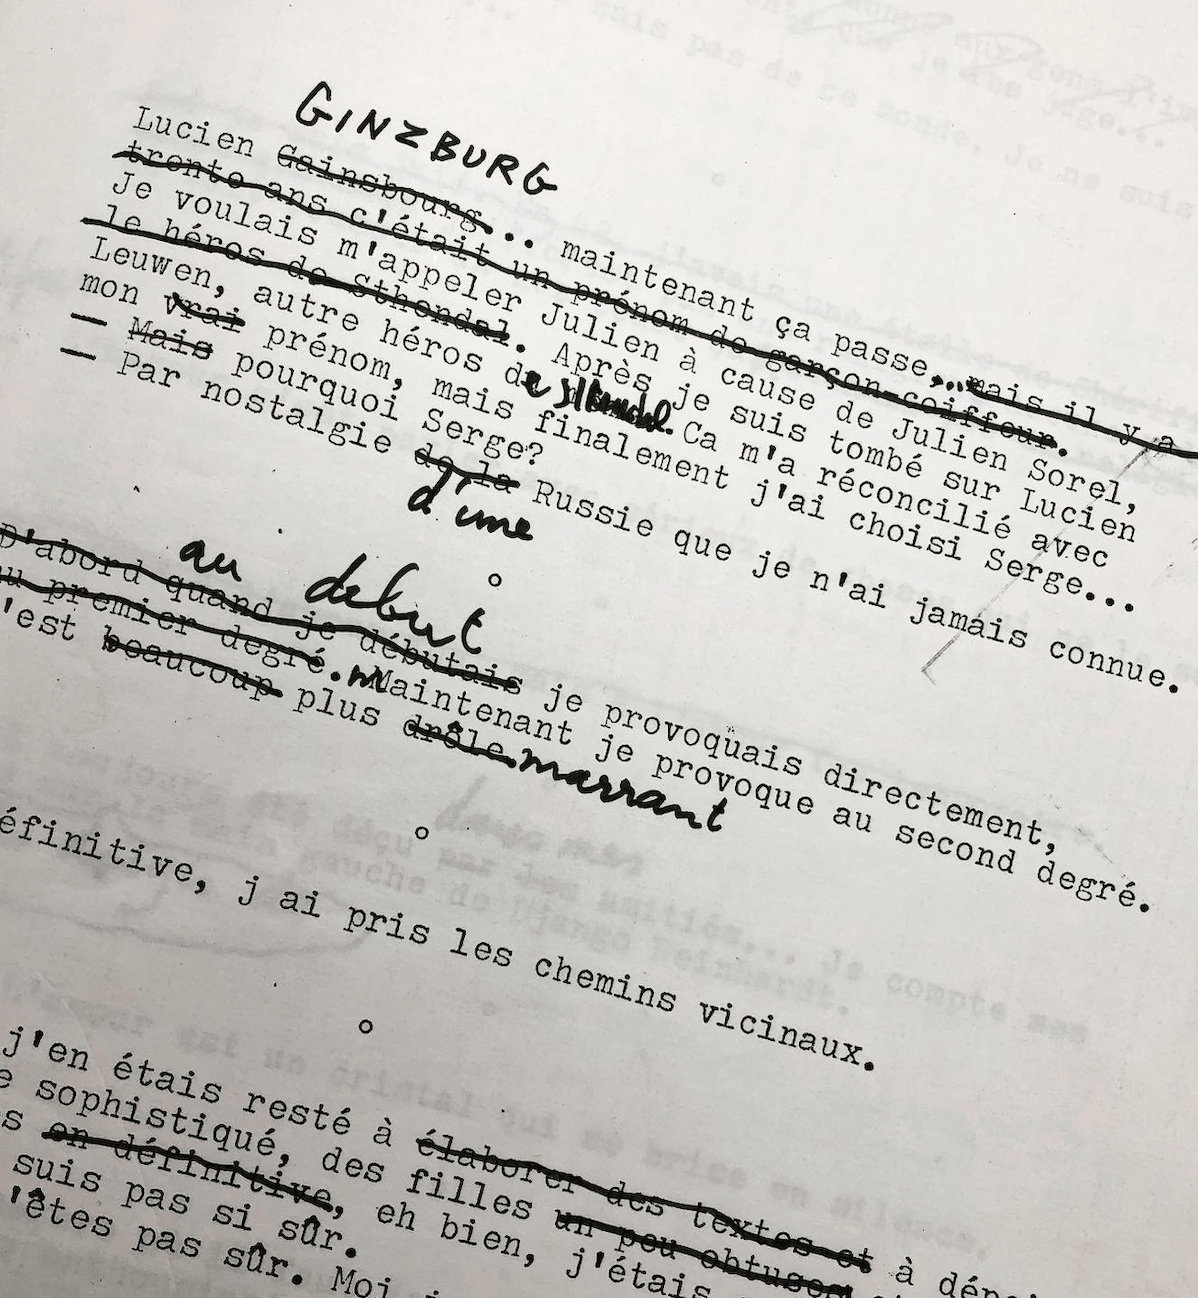 GINZBURG
Lucien Gainsbourg... maintenant ça passe...mais il y a
trente ans c'était un prénom de garçon-coiffeur.
Je voulais m'appeler Julien à cause de Julien Sorel,
le héros de Sthendal. Après je suis tombé sur Lucien
Leuwen, autre héros de Ca m'a réconcilié avec
mon vrai prénom, mais finalement j'ai choisi Serge...
— Mais pourquoi Serge?
— Par nostalgie de la Russie que je n'ai jamais connue.
d'une
au debut
D'abord quand je débutais je provoquais directement,
au premier degré. Maintenant je provoque au second degré.
'est beaucoup plus drôle. marrant
éfinitive, j ai pris les chemins vicinaux.
j'en étais resté à élaborer des textes et à
e sophistiqué, des filles un peu obtuses
s en définitive, eh bien, j'étais
suis pas si sûr.
'êtes pas sûr. Moi